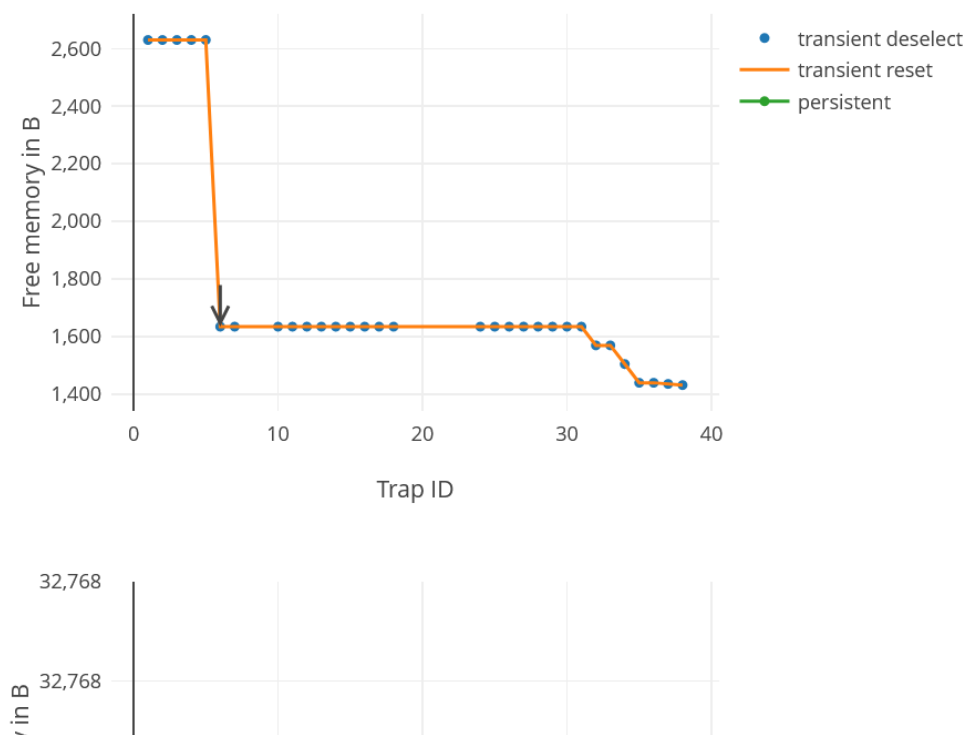 2,600
2,400
2,200
2,000
1,800
1,600
1,400
Free memory in B
0 10 20 30 40
Trap ID
transient deselect
transient reset
persistent
32,768
32,768
in B